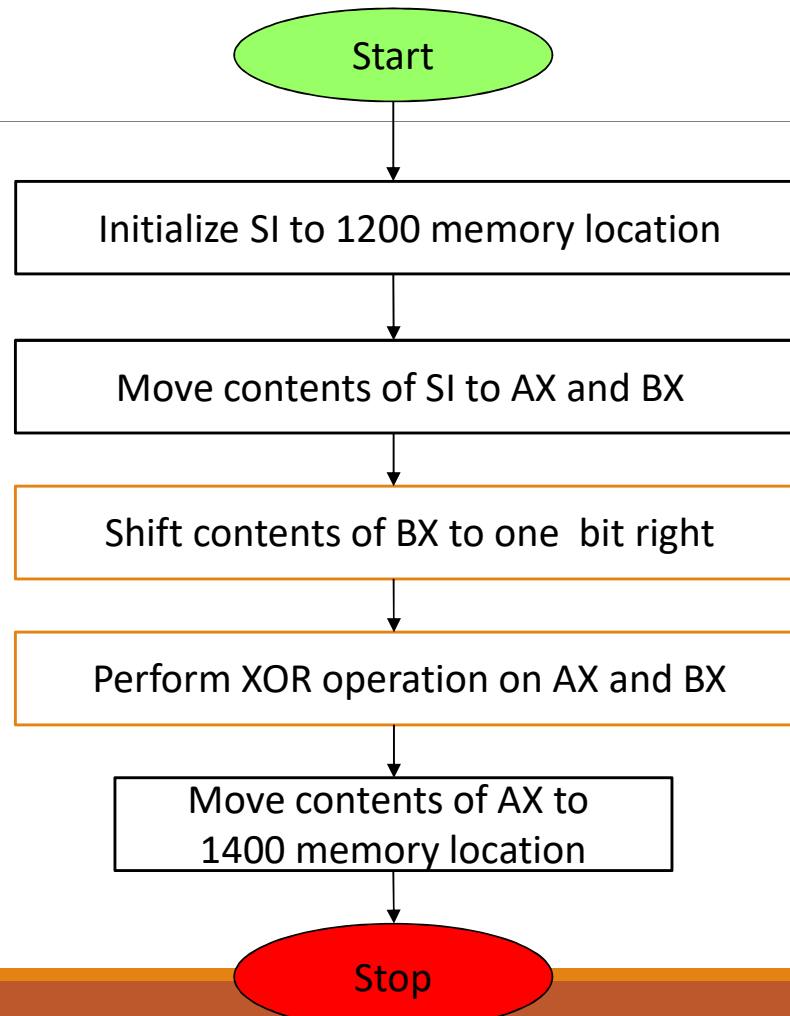 Start
Initialize SI to 1200 memory location
Move contents of SI to AX and BX
Shift contents of BX to one  bit right
Perform XOR operation on AX and BX
Move contents of AX to
1400 memory location
Stop